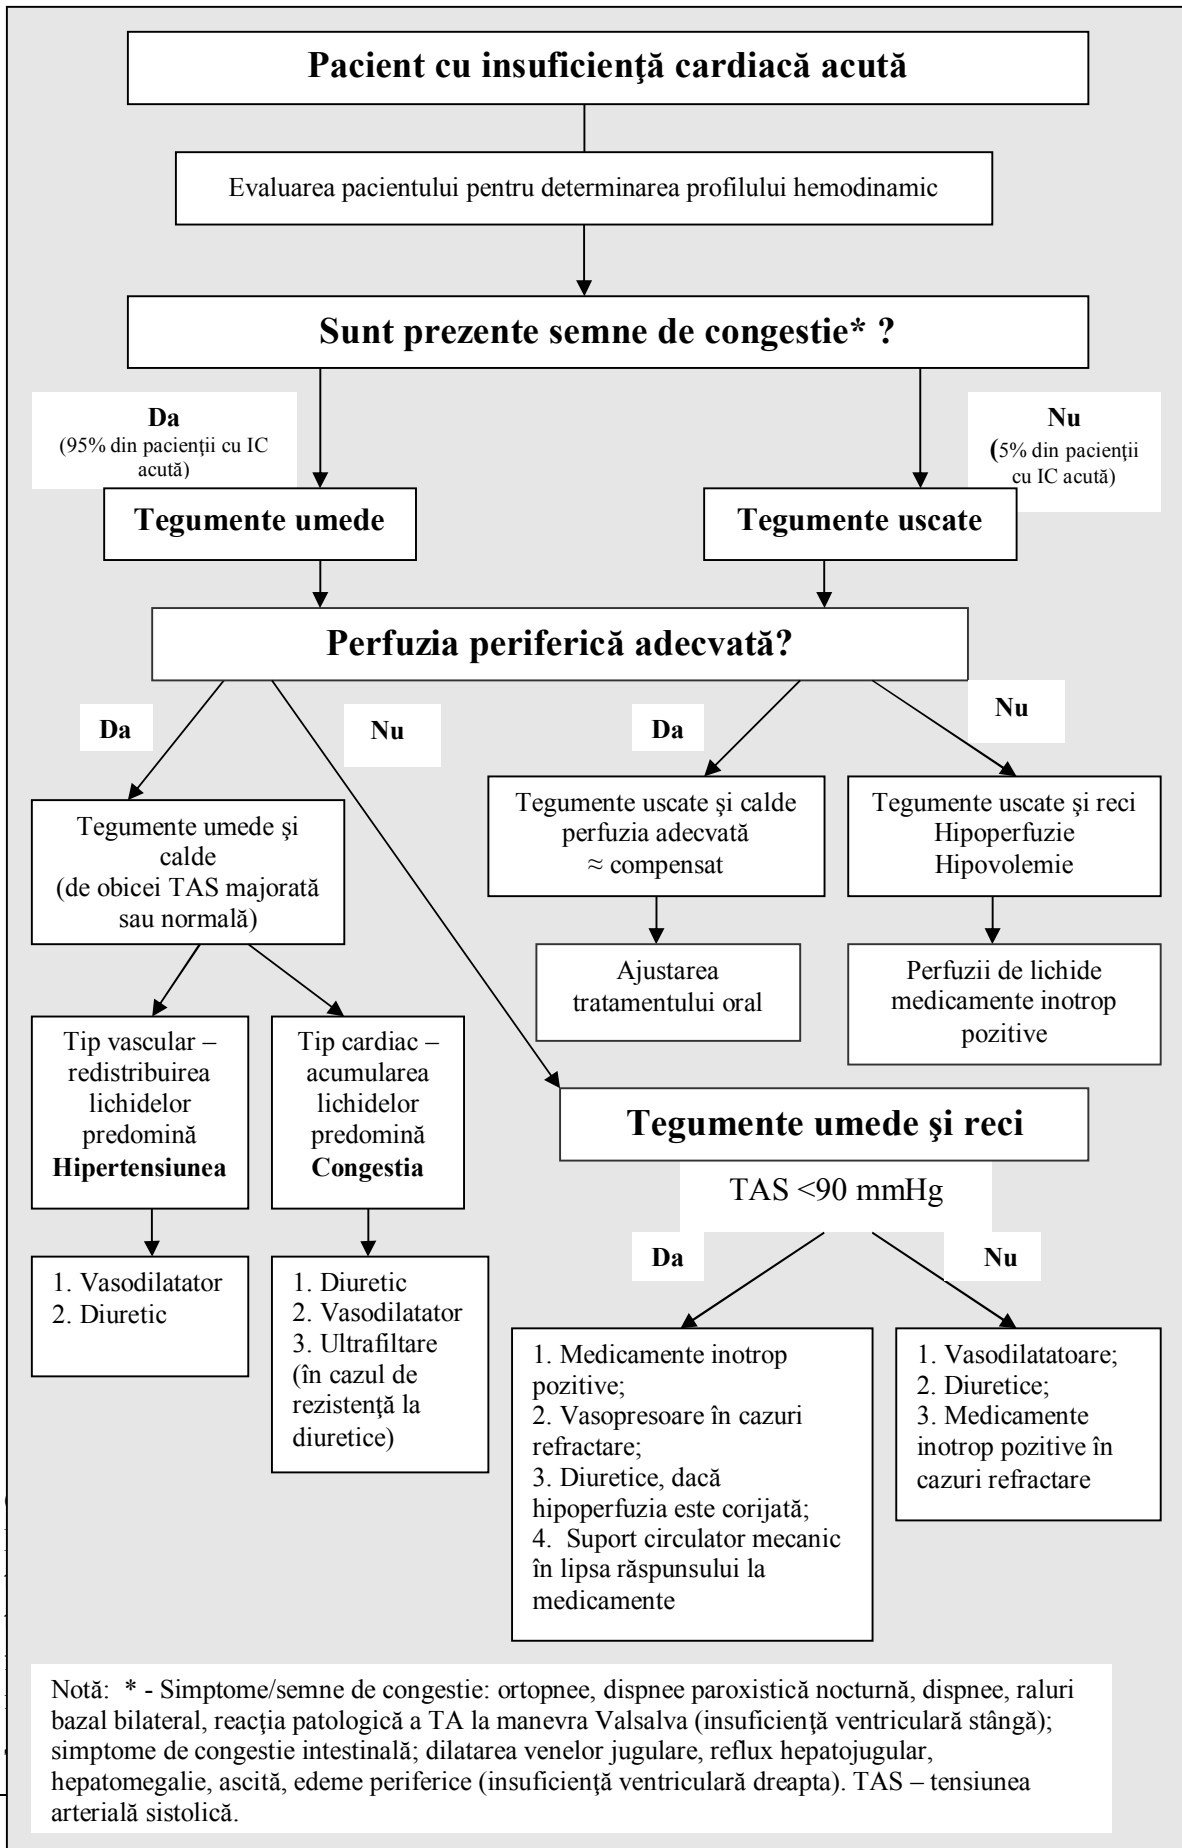 Pacient cu insuficienţă cardiacă acută
Evaluarea pacientului pentru determinarea profilului hemodinamic
Sunt prezente semne de congestie* ?
Da
(95% din pacienţii cu IC
acută)
Nu
(5% din pacienţii
cu IC acută)
Tegumente umede
Tegumente uscate
Perfuzia periferică adecvată?
Da
Nu
Da
Nu
Tegumente umede şi
calde
(de obicei TAS majorată
sau normală)
Tegumente uscate şi calde
perfuzia adecvată
≈ compensat
Tegumente uscate şi reci
Hipoperfuzie
Hipovolemie
Ajustarea
tratamentului oral
Perfuzii de lichide
medicamente inotrop
pozitive
Tip vascular –
redistribuirea
lichidelor
predomină
Hipertensiunea
Tip cardiac –
acumularea
lichidelor
predomină
Congestia
Tegumente umede şi reci
TAS <90 mmHg
Da
Nu
1. Vasodilatator
2. Diuretic
1. Diuretic
2. Vasodilatator
3. Ultrafiltare
(în cazul de
rezistenţă la
diuretice)
1. Medicamente inotrop
pozitive;
2. Vasopresoare în cazuri
refractare;
3. Diuretice, dacă
hipoperfuzia este corijată;
4. Suport circulator mecanic
în lipsa răspunsului la
medicamente
1. Vasodilatatoare;
2. Diuretice;
3. Medicamente
inotrop pozitive în
cazuri refractare
Notă: * - Simptome/semne de congestie: ortopnee, dispnee paroxistică nocturnă, dispnee, raluri
bazal bilateral, reacţia patologică a TA la manevra Valsalva (insuficienţă ventriculară stângă);
simptome de congestie intestinală; dilatarea venelor jugulare, reflux hepatojugular,
hepatomegalie, ascită, edeme periferice (insuficienţă ventriculară dreapta). TAS – tensiunea
arterială sistolică.